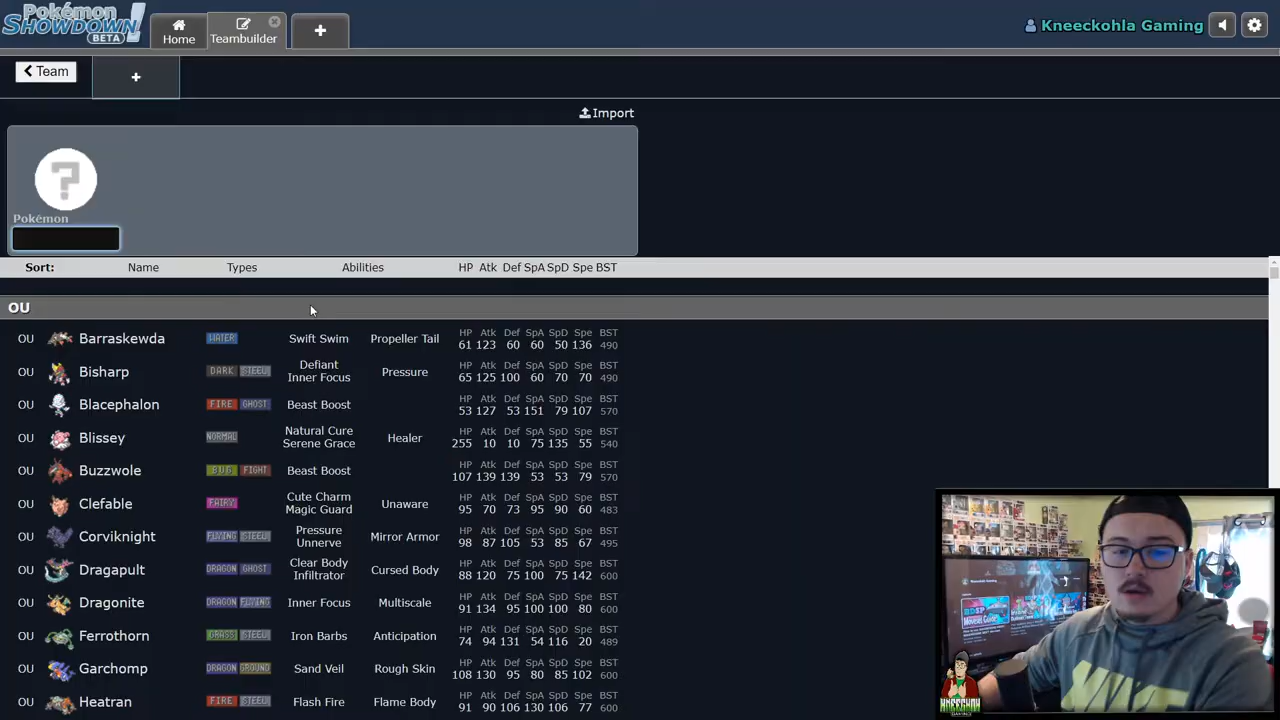 Pokémon
SHOWDOWN!
BETA
Home
Teambuilder
+
Kneeckohla Gaming
Team
+
Import
?
Pokémon
Sort: Name Types Abilities HP Atk Def SpA SpD Spe BST
OU
OU Barraskewda WATER Swift Swim Propeller Tail HP 61 Atk 123 Def 60 SpA 60 SpD 50 Spe 136 BST 490
OU Bisharp DARK STEEL Defiant Inner Focus Pressure HP 65 Atk 125 Def 100 SpA 60 SpD 70 Spe 70 BST 490
OU Blacephalon FIRE GHOST Beast Boost HP 53 Atk 127 Def 53 SpA 151 SpD 79 Spe 107 BST 570
OU Blissey NORMAL Natural Cure Serene Grace Healer HP 255 Atk 10 Def 10 SpA 75 SpD 135 Spe 55 BST 540
OU Buzzwole BUG FIGHT Beast Boost HP 107 Atk 139 Def 139 SpA 53 SpD 53 Spe 79 BST 570
OU Clefable FAIRY Cute Charm Magic Guard Unaware HP 95 Atk 70 Def 73 SpA 95 SpD 90 Spe 60 BST 483
OU Corviknight FLYING STEEL Pressure Unnerve Mirror Armor HP 98 Atk 87 Def 105 SpA 53 SpD 85 Spe 67 BST 495
OU Dragapult DRAGON GHOST Clear Body Infiltrator Cursed Body HP 88 Atk 120 Def 75 SpA 100 SpD 75 Spe 142 BST 600
OU Dragonite DRAGON FLYING Inner Focus Multiscale HP 91 Atk 134 Def 95 SpA 100 SpD 100 Spe 80 BST 600
OU Ferrothorn GRASS STEEL Iron Barbs Anticipation HP 74 Atk 94 Def 131 SpA 54 SpD 116 Spe 20 BST 489
OU Garchomp DRAGON GROUND Sand Veil Rough Skin HP 108 Atk 130 Def 95 SpA 80 SpD 85 Spe 102 BST 600
OU Heatran FIRE STEEL Flash Fire Flame Body HP 91 Atk 90 Def 106 SpA 130 SpD 106 Spe 77 BST 600
BDSP
KNEECKOH
GAMING